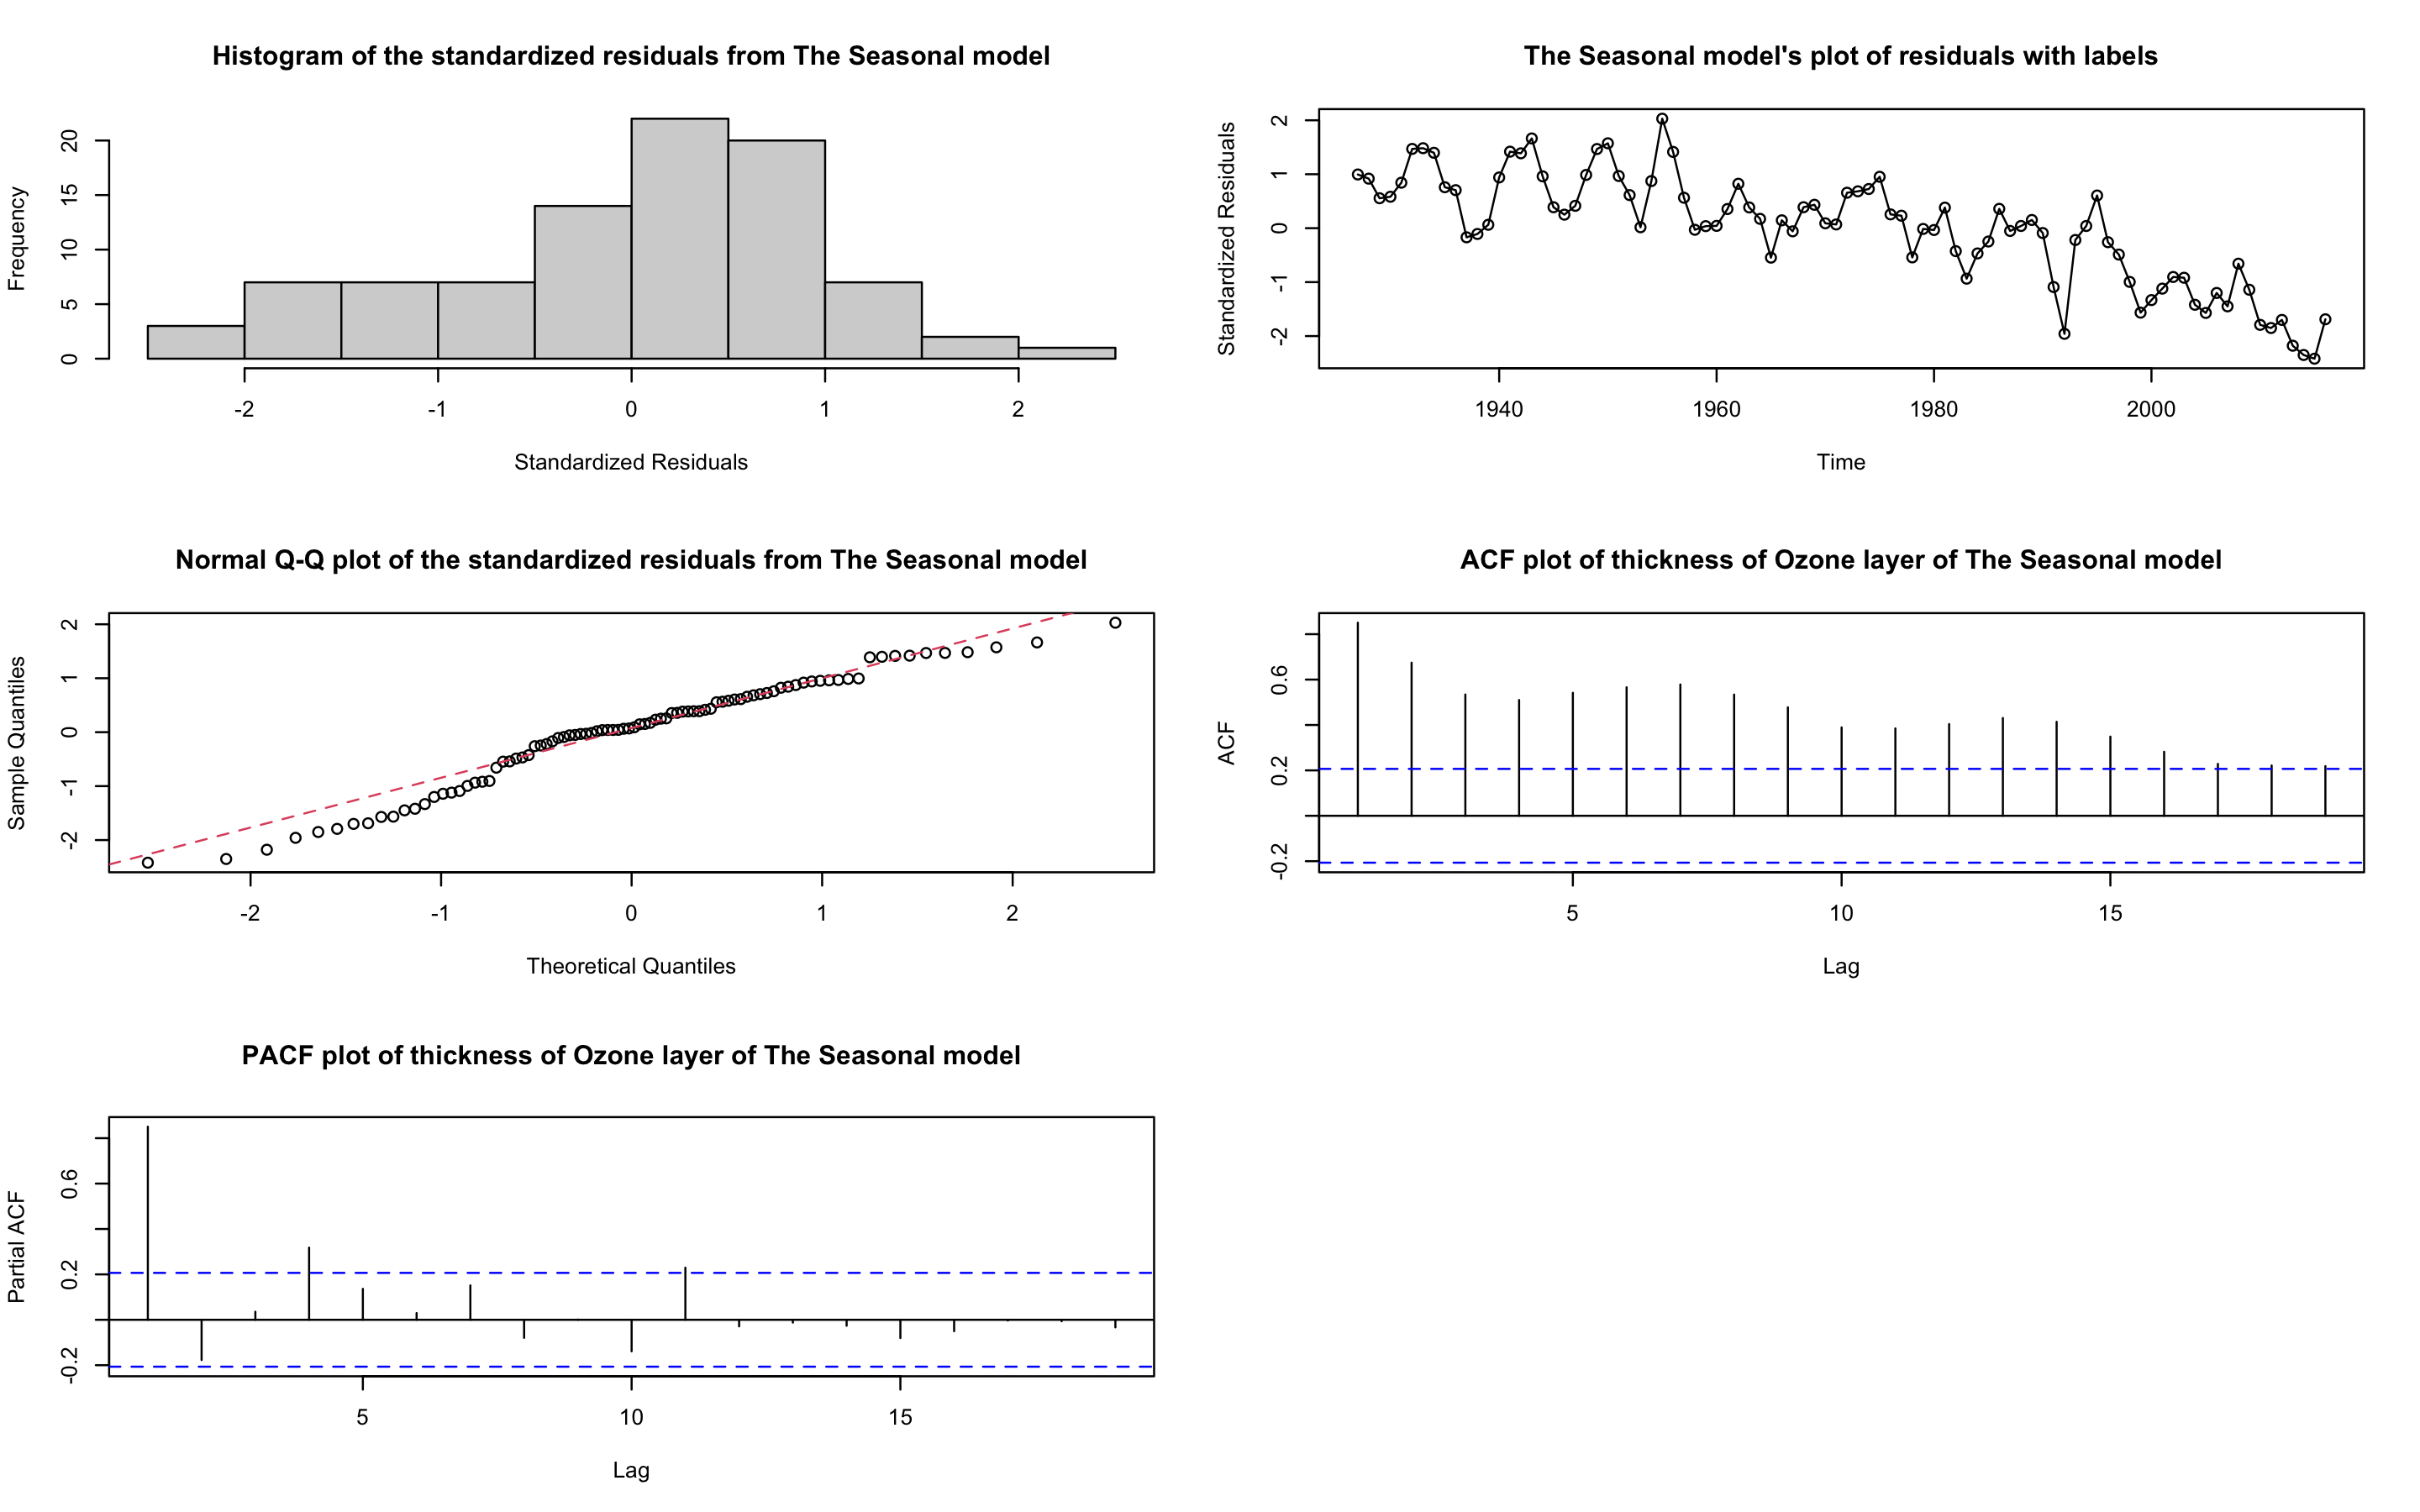 Histogram of the standardized residuals from The Seasonal model
Frequency
0 5 10 15 20
-2 -1 0 1 2
Standardized Residuals
The Seasonal model's plot of residuals with labels
Standardized Residuals
-2 -1 0 1 2
1940 1960 1980 2000
Time
Normal Q-Q plot of the standardized residuals from The Seasonal model
Sample Quantiles
-2 -1 0 1 2
-2 -1 0 1 2
Theoretical Quantiles
ACF plot of thickness of Ozone layer of The Seasonal model
ACF
-0.2 0.2 0.6
5 10 15
Lag
PACF plot of thickness of Ozone layer of The Seasonal model
Partial ACF
-0.2 0.2 0.6
5 10 15
Lag